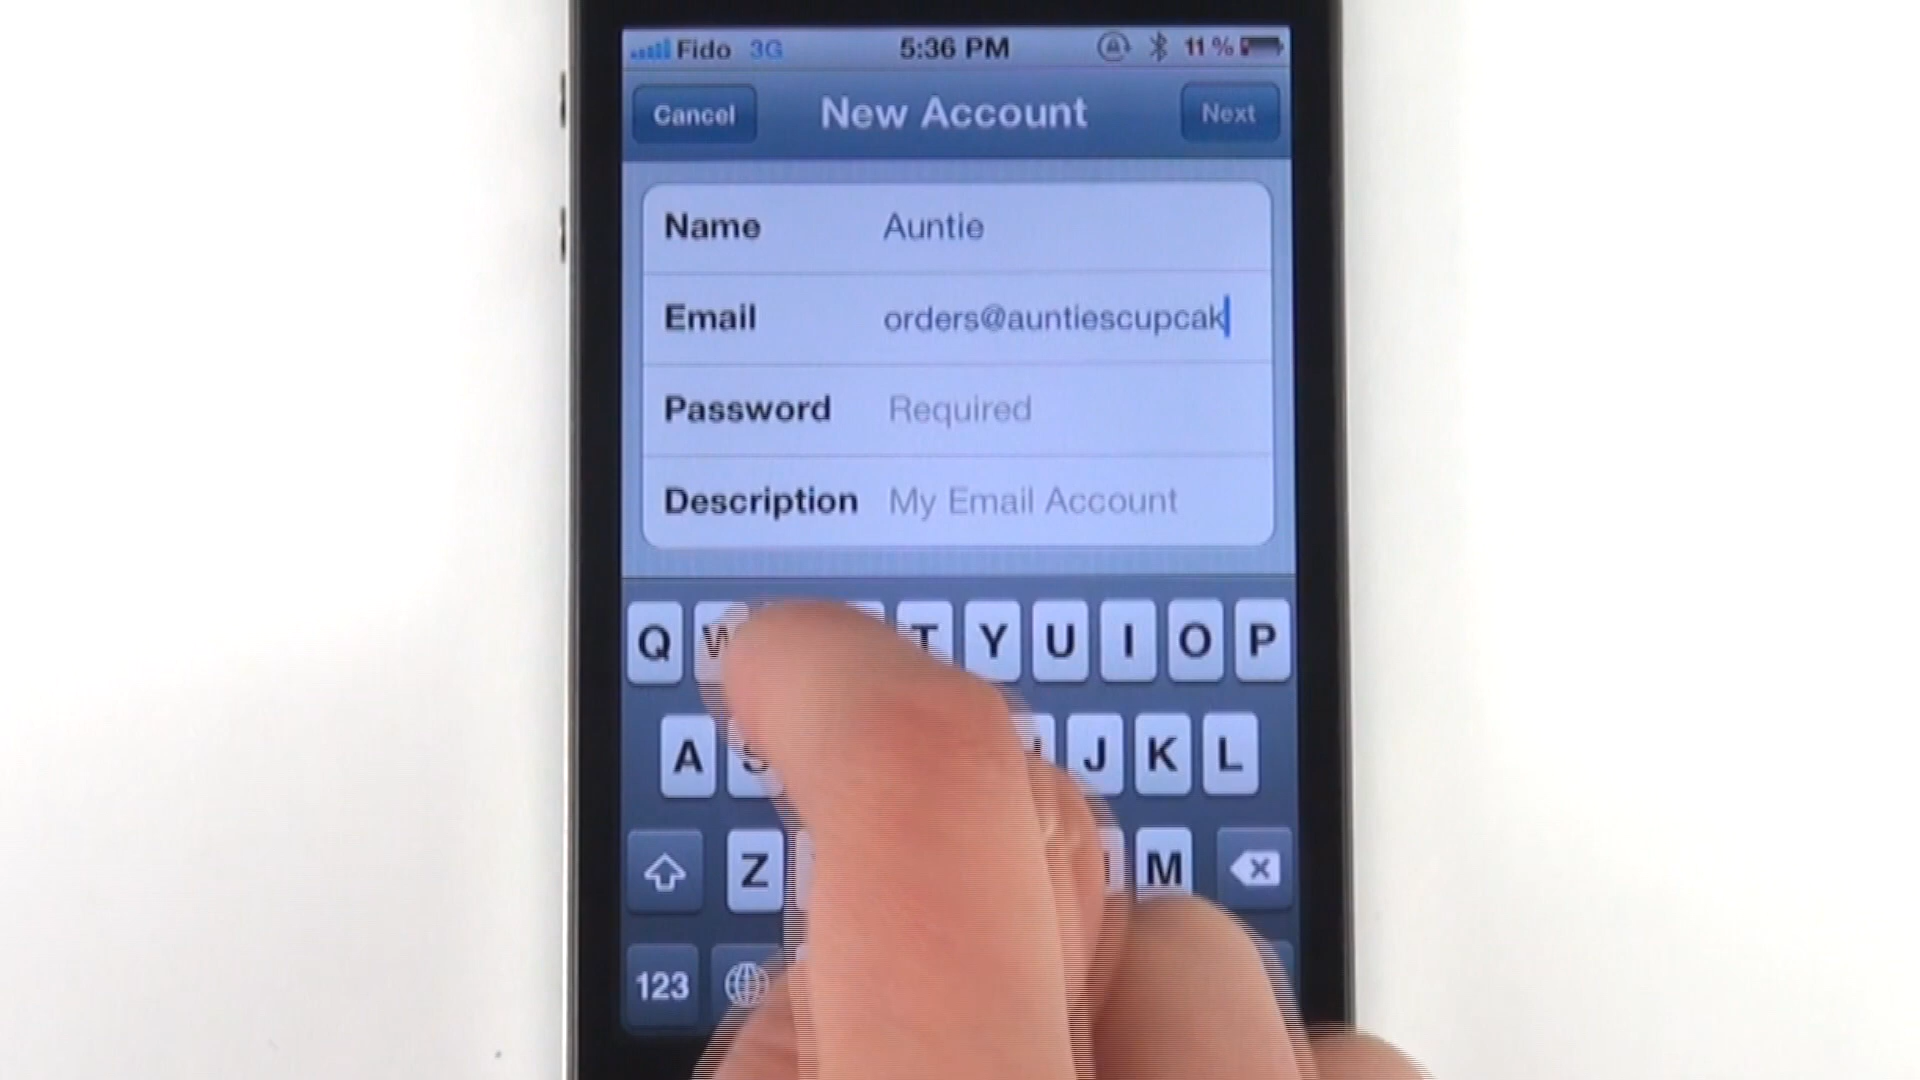 Fido 3G 5:36 PM 11 %
Cancel New Account Next
Name Auntie
Email orders@auntiescupcak
Password Required
Description My Email Account
Q W T Y U I O P
A S J K L
Z M
123